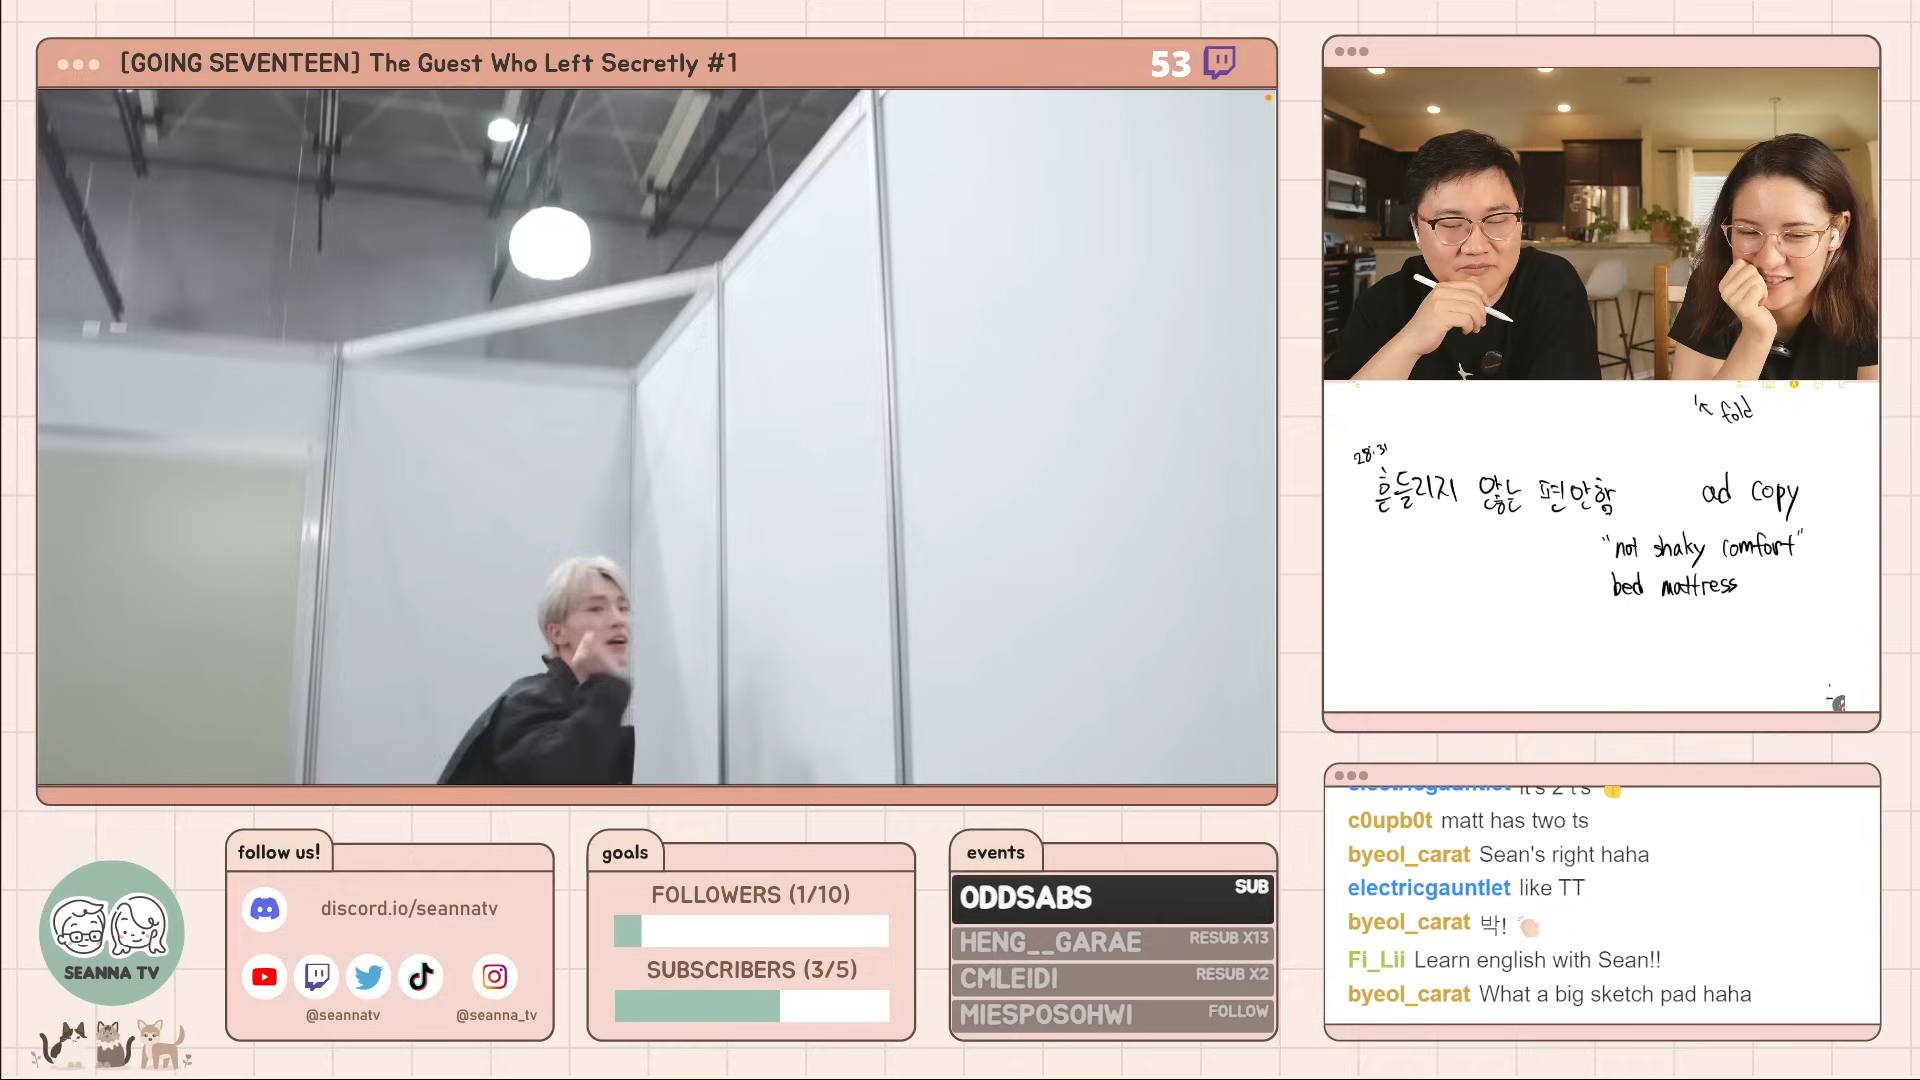 [GOING SEVENTEEN] The Guest Who Left Secretly #1
53
fold
28:31
흔들리지 않는 편안함
ad copy
"not shaky comfort"
bed mattress
electricgauntlet it's 2 t's
c0upb0t matt has two ts
byeol_carat Sean's right haha
electricgauntlet like TT
byeol_carat 박!
Fi_Lii Learn english with Sean!!
byeol_carat What a big sketch pad haha
SEANNA TV
follow us!
discord.io/seannatv
@seannatv
@seanna_tv
goals
FOLLOWERS (1/10)
SUBSCRIBERS (3/5)
events
ODDSABS SUB
HENG__GARAE RESUB X13
CMLEIDI RESUB X2
MIESPOSOHWI FOLLOW